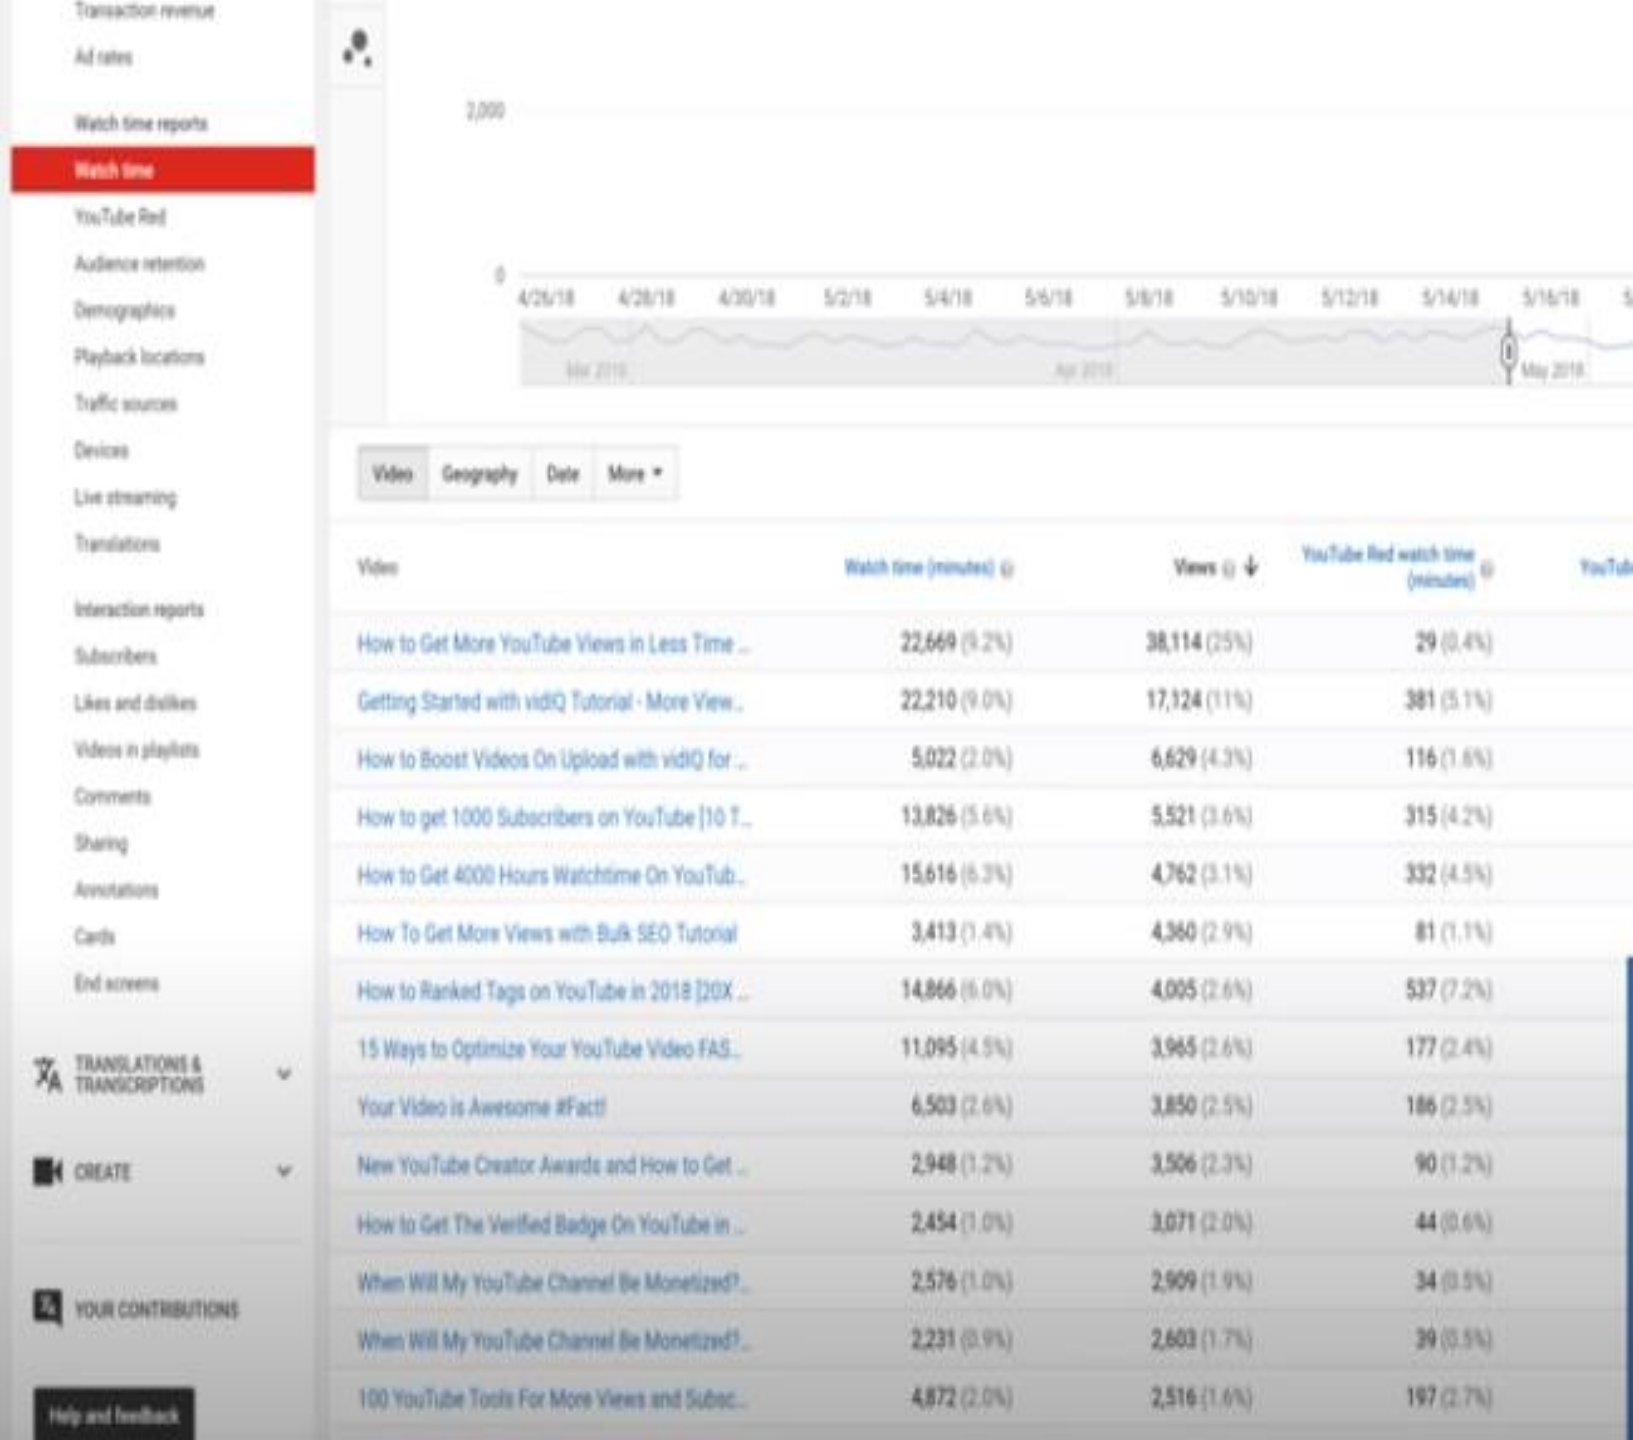 Transaction revenue
Ad rates
Watch time reports
Watch time
YouTube Red
Audience retention
Demographics
Playback locations
Traffic sources
Devices
Live streaming
Translations
Interaction reports
Subscribers
Likes and dislikes
Videos in playlists
Comments
Sharing
Annotations
Cards
End screens
TRANSLATIONS &
TRANSCRIPTIONS
CREATE
YOUR CONTRIBUTIONS
Help and feedback
2,000
0
4/26/18 4/28/18 4/30/18 5/2/18 5/4/18 5/6/18 5/8/18 5/10/18 5/12/18 5/14/18 5/16/18 5
Mar 2018 Apr 2018 May 2018
Video Geography Date More
Video Watch time (minutes) Views YouTube Red watch time (minutes) YouTub
How to Get More YouTube Views in Less Time ... 22,669 (9.2%) 38,114 (25%) 29 (0.4%)
Getting Started with vidIQ Tutorial - More View... 22,210 (9.0%) 17,124 (11%) 381 (5.1%)
How to Boost Videos On Upload with vidIQ for ... 5,022 (2.0%) 6,629 (4.3%) 116 (1.6%)
How to get 1000 Subscribers on YouTube [10 T... 13,826 (5.6%) 5,521 (3.6%) 315 (4.2%)
How to Get 4000 Hours Watchtime On YouTub... 15,616 (6.3%) 4,762 (3.1%) 332 (4.5%)
How To Get More Views with Bulk SEO Tutorial 3,413 (1.4%) 4,360 (2.9%) 81 (1.1%)
How to Ranked Tags on YouTube in 2018 [20X ... 14,866 (6.0%) 4,005 (2.6%) 537 (7.2%)
15 Ways to Optimize Your YouTube Video FAS... 11,095 (4.5%) 3,965 (2.6%) 177 (2.4%)
Your Video is Awesome #Fact! 6,503 (2.6%) 3,850 (2.5%) 186 (2.5%)
New YouTube Creator Awards and How to Get ... 2,948 (1.2%) 3,506 (2.3%) 90 (1.2%)
How to Get The Verified Badge On YouTube in ... 2,454 (1.0%) 3,071 (2.0%) 44 (0.6%)
When Will My YouTube Channel Be Monetized?... 2,576 (1.0%) 2,909 (1.9%) 34 (0.5%)
When Will My YouTube Channel Be Monetized?... 2,231 (0.9%) 2,603 (1.7%) 39 (0.5%)
100 YouTube Tools For More Views and Subsc... 4,872 (2.0%) 2,516 (1.6%) 197 (2.7%)